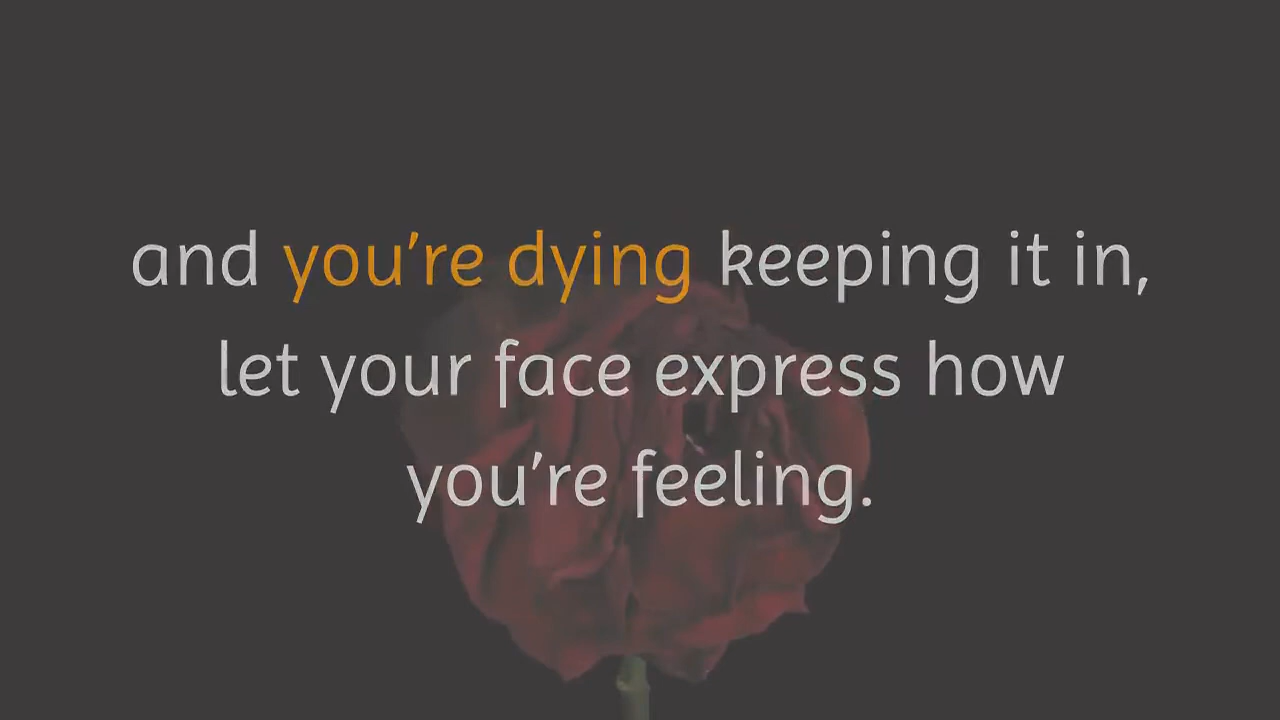 and you’re dying keeping it in,
let your face express how
you’re feeling.